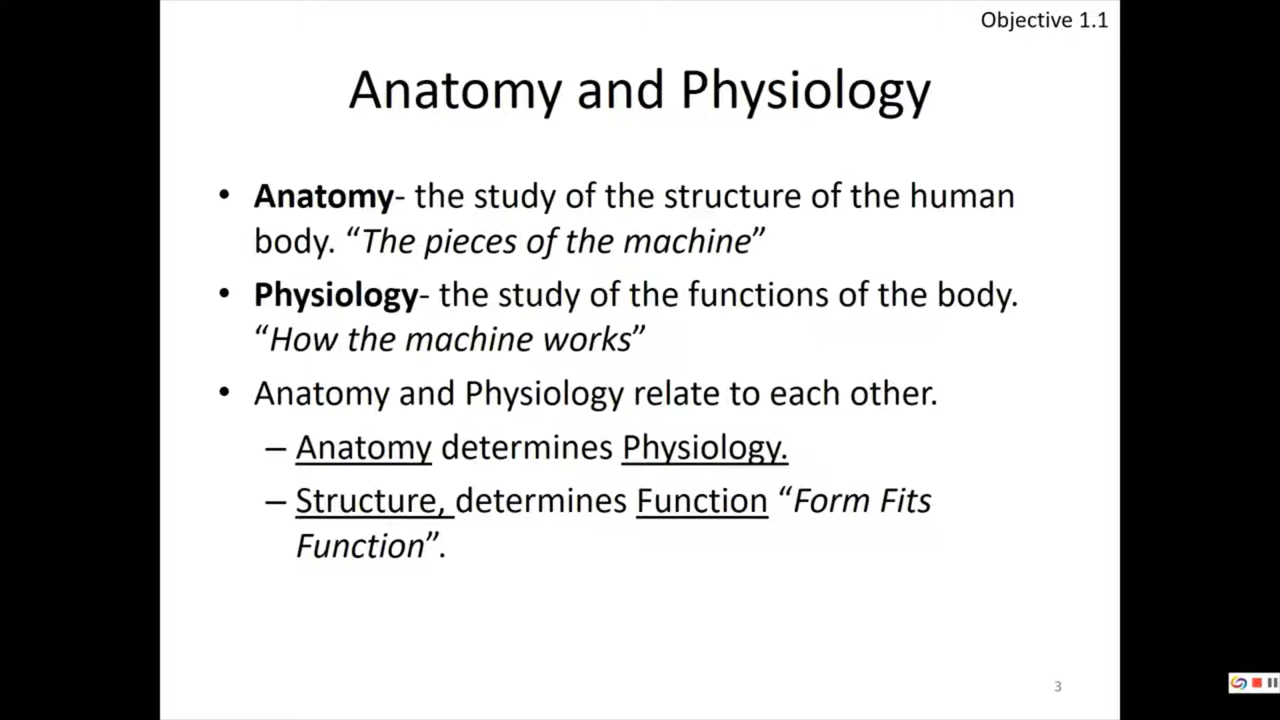 Objective 1.1
Anatomy and Physiology
• Anatomy- the study of the structure of the human
body. “The pieces of the machine”
• Physiology- the study of the functions of the body.
“How the machine works”
• Anatomy and Physiology relate to each other.
– Anatomy determines Physiology.
– Structure, determines Function “Form Fits
Function”.
3